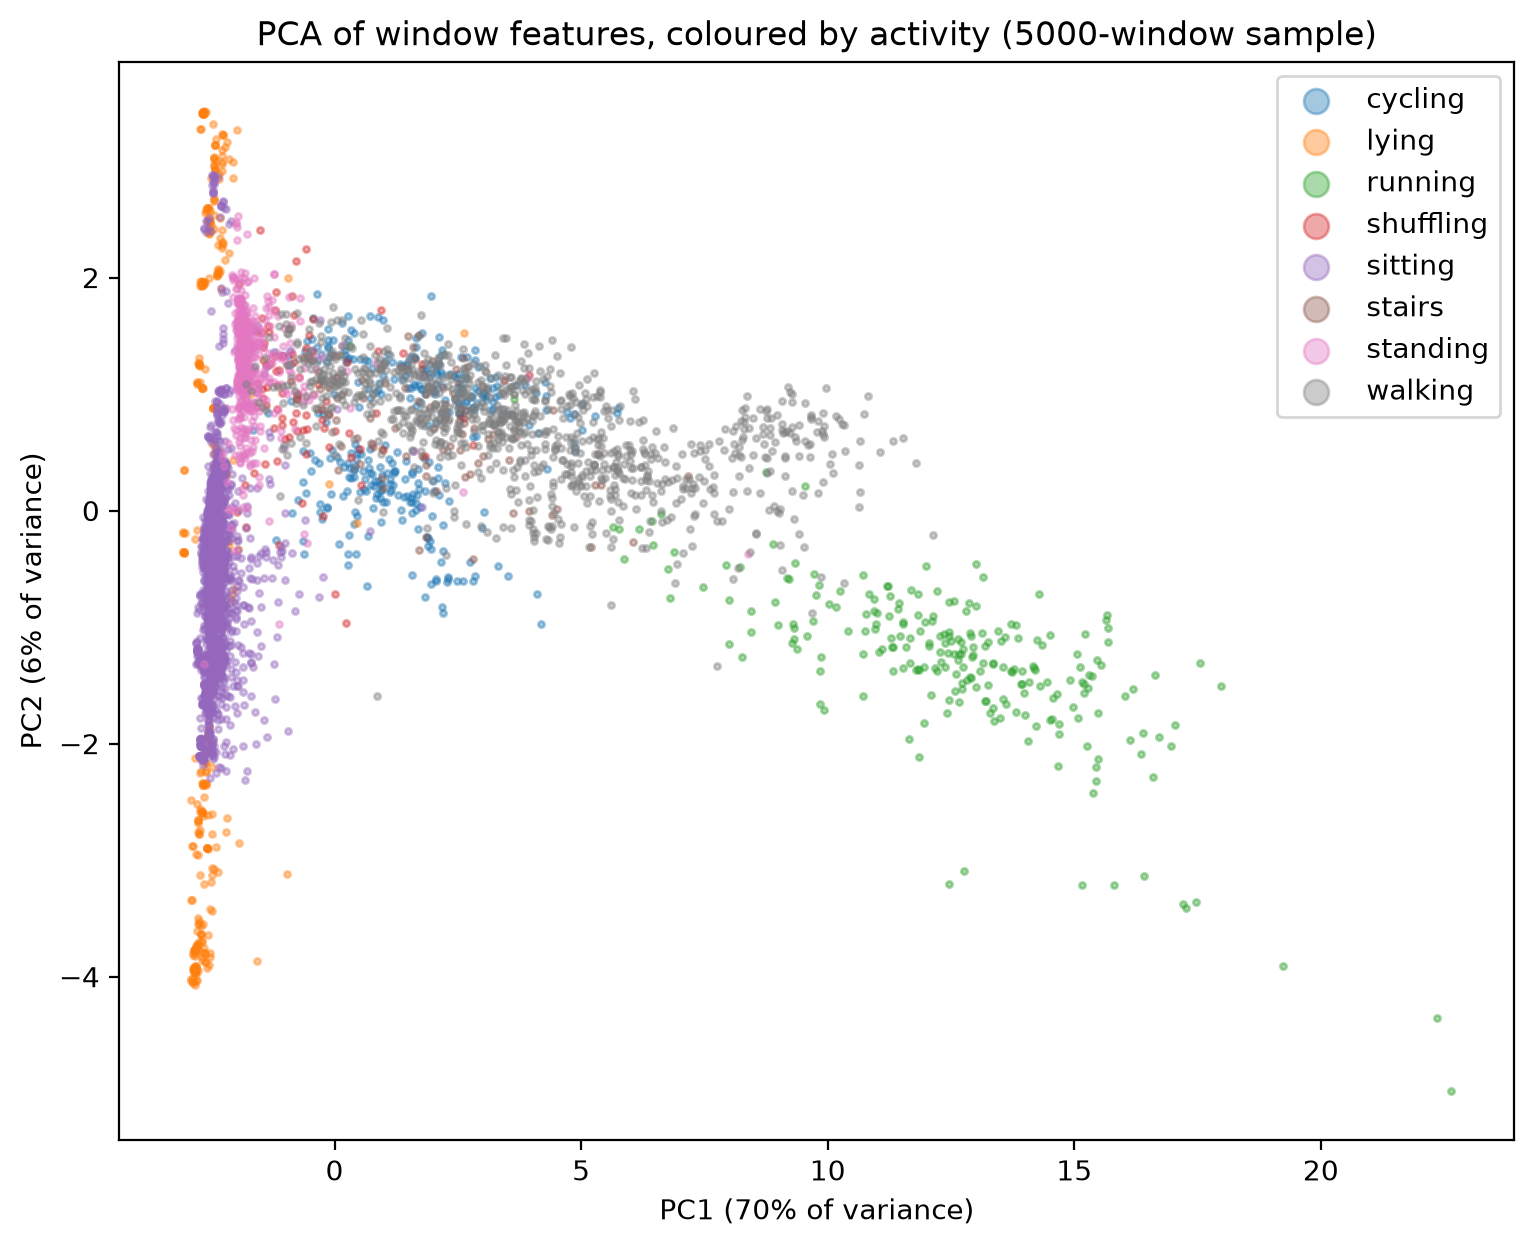 PCA of window features, coloured by activity (5000-window sample)
cycling
lying
running
shuffling
sitting
stairs
standing
walking
PC2 (6% of variance)
2
0
−2
−4
0
5
10
15
20
PC1 (70% of variance)